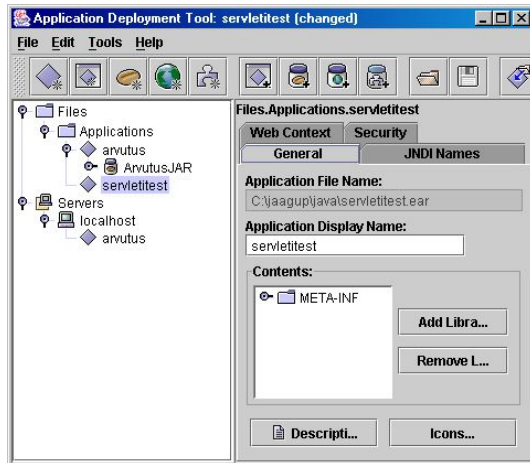 Application Deployment Tool: servletitest (changed)
File Edit Tools Help
Files
Applications
arvutus
ArvutusJAR
servletitest
Servers
localhost
arvutus
Files.Applications.servletitest
Web Context Security
General JNDI Names
Application File Name:
C:\jaagup\java\servletitest.ear
Application Display Name:
servletitest
Contents:
META-INF
Add Libra...
Remove L...
Descripti... Icons...